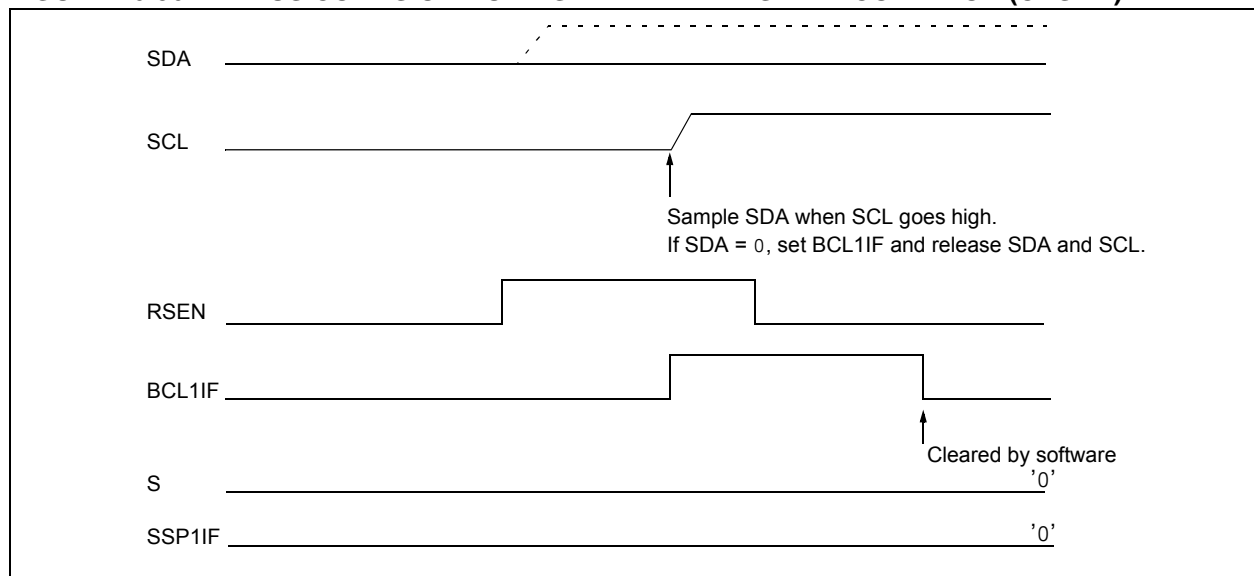 SDA
SCL
Sample SDA when SCL goes high.
If SDA = 0, set BCL1IF and release SDA and SCL.
RSEN
BCL1IF
Cleared by software
S
'0'
SSP1IF
'0'